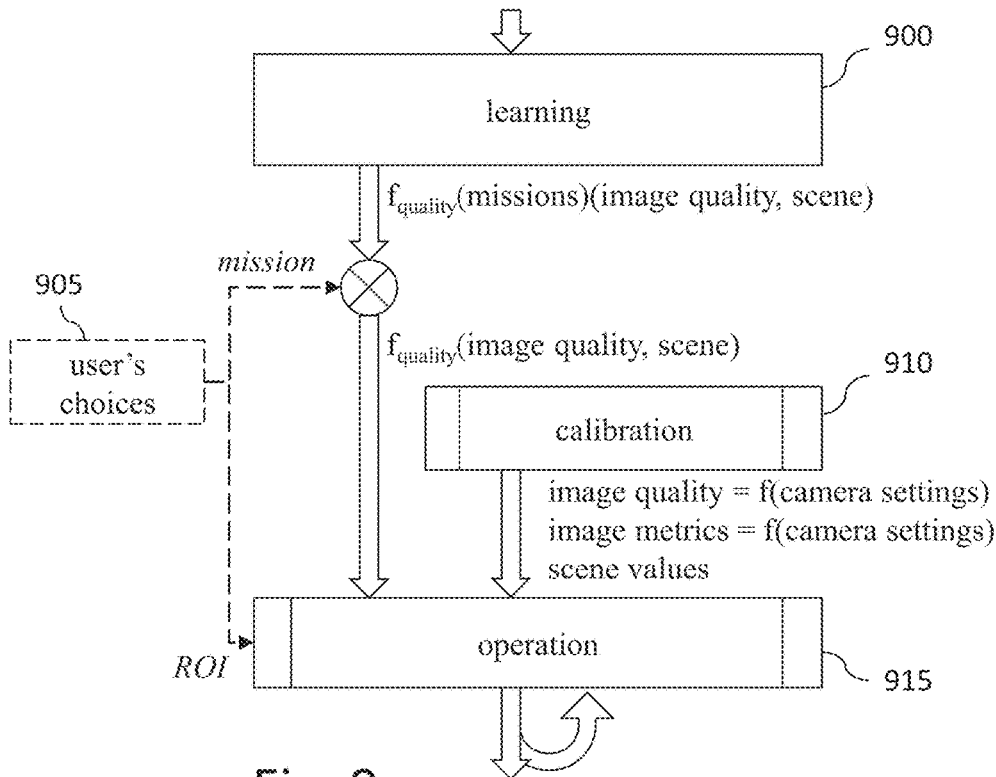 900
learning
f_quality(missions)(image quality, scene)
mission
905
user's
choices
f_quality(image quality, scene)
910
calibration
image quality = f(camera settings)
image metrics = f(camera settings)
scene values
operation
ROI
915